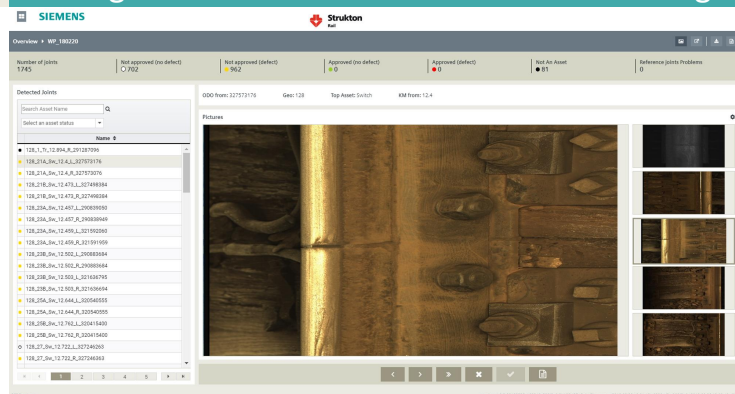 SIEMENS
Strukton
Rail
Overview WP_180220
Number of joints
1745
Not approved (no defect)
702
Not approved (defect)
962
Approved (no defect)
0
Approved (defect)
0
Not An Asset
81
Reference Joints Problems
0
Detected Joints
Search Asset Name
Select an asset status
Name
128_1_Tr_12.894_R_291287096
128_21A_Sw_12.4_L_327573176
128_21A_Sw_12.4_R_327573076
128_21B_Sw_12.473_L_327498384
128_21B_Sw_12.473_R_327498384
128_23A_Sw_12.457_L_290839050
128_23A_Sw_12.457_R_290838949
128_23A_Sw_12.459_L_321592060
128_23A_Sw_12.459_R_321591959
128_23B_Sw_12.502_L_290883684
128_23B_Sw_12.502_R_290883684
128_23B_Sw_12.503_L_321636795
128_23B_Sw_12.503_R_321636694
128_25A_Sw_12.644_L_320540555
128_25A_Sw_12.644_R_320540555
128_25B_Sw_12.762_L_320415400
128_25B_Sw_12.762_R_320415400
128_27_Sw_12.722_L_327246263
128_27_Sw_12.722_R_327246363
1 2 3 4 5
ODO from: 327573176 Geo: 128 Top Asset: Switch KM from: 12.4
Pictures